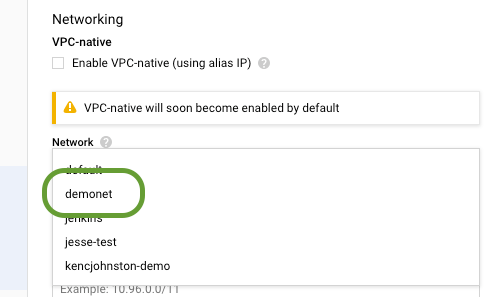 Networking
VPC-native
Enable VPC-native (using alias IP) ?
VPC-native will soon become enabled by default
Network ?
default
demonet
jenkins
jesse-test
kencjohnston-demo
Example: 10.96.0.0/11